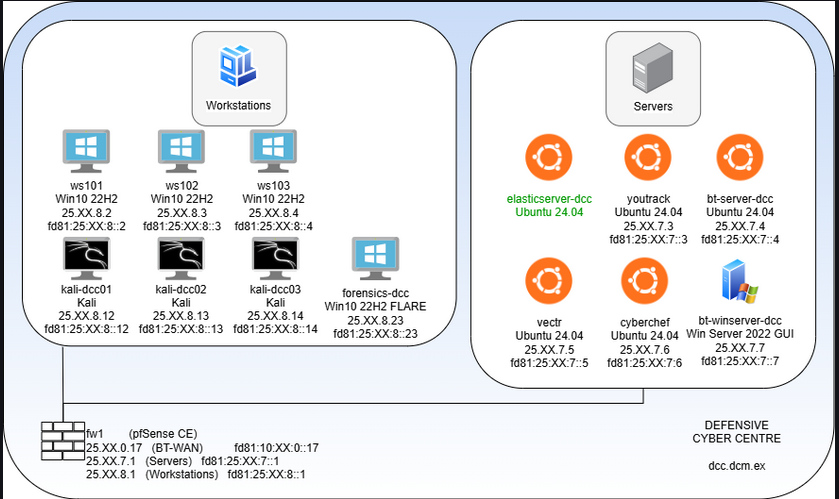 Workstations
ws101
Win10 22H2
25.XX.8.2
fd81:25:XX:8::2
ws102
Win10 22H2
25.XX.8.3
fd81:25:XX:8::3
ws103
Win10 22H2
25.XX.8.4
fd81:25:XX:8::4
kali-dcc01
Kali
25.XX.8.12
fd81:25:XX:8::12
kali-dcc02
Kali
25.XX.8.13
fd81:25:XX:8::13
kali-dcc03
Kali
25.XX.8.14
fd81:25:XX:8::14
forensics-dcc
Win10 22H2 FLARE
25.XX.8.23
fd81:25:XX:8::23
Servers
elasticserver-dcc
Ubuntu 24.04
youtrack
Ubuntu 24.04
25.XX.7.3
fd81:25:XX:7::3
bt-server-dcc
Ubuntu 24.04
25.XX.7.4
fd81:25:XX:7::4
vectr
Ubuntu 24.04
25.XX.7.5
fd81:25:XX:7::5
cyberchef
Ubuntu 24.04
25.XX.7.6
fd81:25:XX:7:6
bt-winserver-dcc
Win Server 2022 GUI
25.XX.7.7
fd81:25:XX:7::7
fw1 (pfSense CE)
25.XX.0.17 (BT-WAN) fd81:10:XX:0::17
25.XX.7.1 (Servers) fd81:25:XX:7::1
25.XX.8.1 (Workstations) fd81:25:XX:8::1
DEFENSIVE
CYBER CENTRE
dcc.dcm.ex